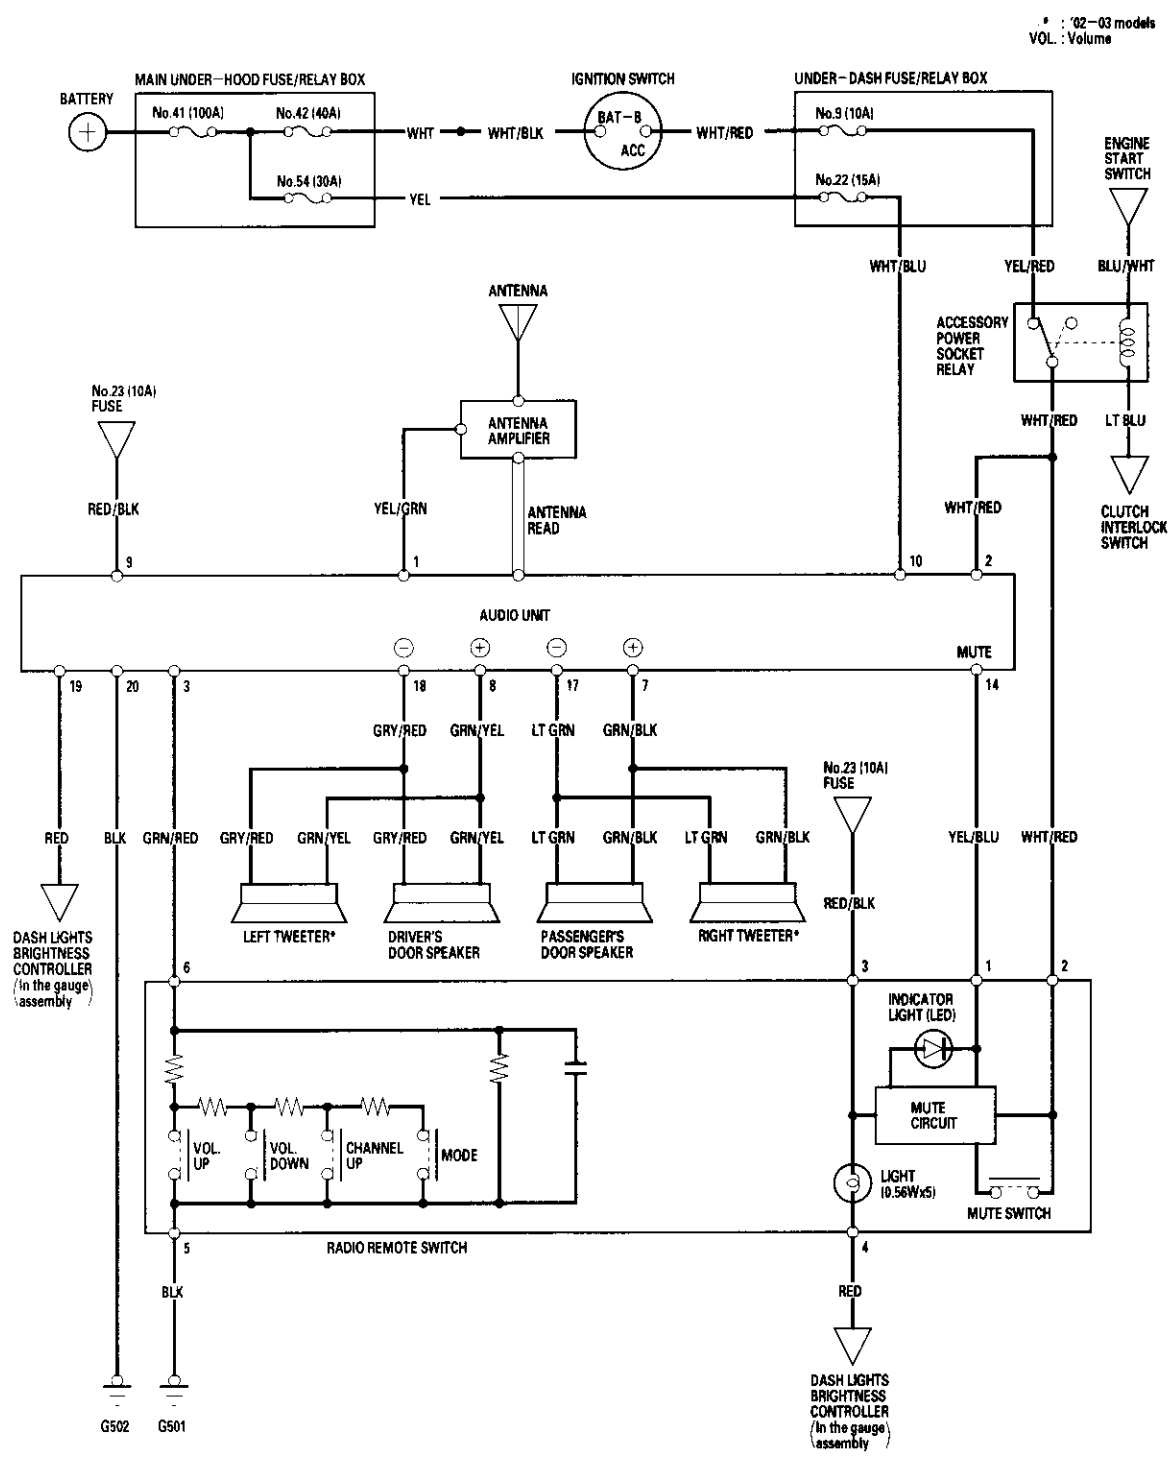 * : '02-03 models
VOL. : Volume
MAIN UNDER-HOOD FUSE/RELAY BOX
IGNITION SWITCH
UNDER-DASH FUSE/RELAY BOX
BATTERY
No.41 (100A)
No.42 (40A)
BAT-B
No.9 (10A)
WHT
WHT/BLK
WHT/RED
ACC
ENGINE
START
SWITCH
No.54 (30A)
No.22 (15A)
YEL
WHT/BLU
YEL/RED
BLU/WHT
ANTENNA
ACCESSORY
POWER
SOCKET
RELAY
No.23 (10A)
FUSE
ANTENNA
AMPLIFIER
WHT/RED
LT BLU
RED/BLK
YEL/GRN
ANTENNA
READ
WHT/RED
CLUTCH
INTERLOCK
SWITCH
9
1
10
2
AUDIO UNIT
− + − +
MUTE
19
20
3
18
8
17
7
14
GRY/RED
GRN/YEL
LT GRN
GRN/BLK
No.23 (10A)
FUSE
RED
BLK
GRN/RED
GRY/RED
GRN/YEL
GRY/RED
GRN/YEL
LT GRN
GRN/BLK
LT GRN
GRN/BLK
YEL/BLU
WHT/RED
RED/BLK
DASH LIGHTS
BRIGHTNESS
CONTROLLER
(In the gauge
assembly)
LEFT TWEETER*
DRIVER'S
DOOR SPEAKER
PASSENGER'S
DOOR SPEAKER
RIGHT TWEETER*
6
3
1
2
INDICATOR
LIGHT (LED)
MUTE
CIRCUIT
VOL.
UP
VOL.
DOWN
CHANNEL
UP
MODE
LIGHT
(0.56Wx5)
MUTE SWITCH
5
RADIO REMOTE SWITCH
4
BLK
RED
DASH LIGHTS
BRIGHTNESS
CONTROLLER
(In the gauge
assembly)
G502
G501